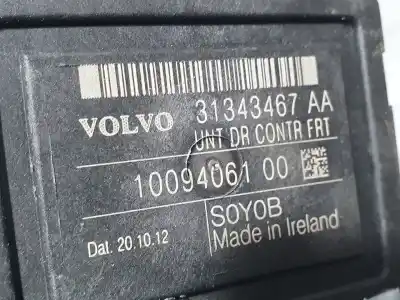 VOLVO 31343467 AA
UNT DR CONTR FRT
10094061 00
SOYOB
Dat. 20.10.12 Made in Ireland